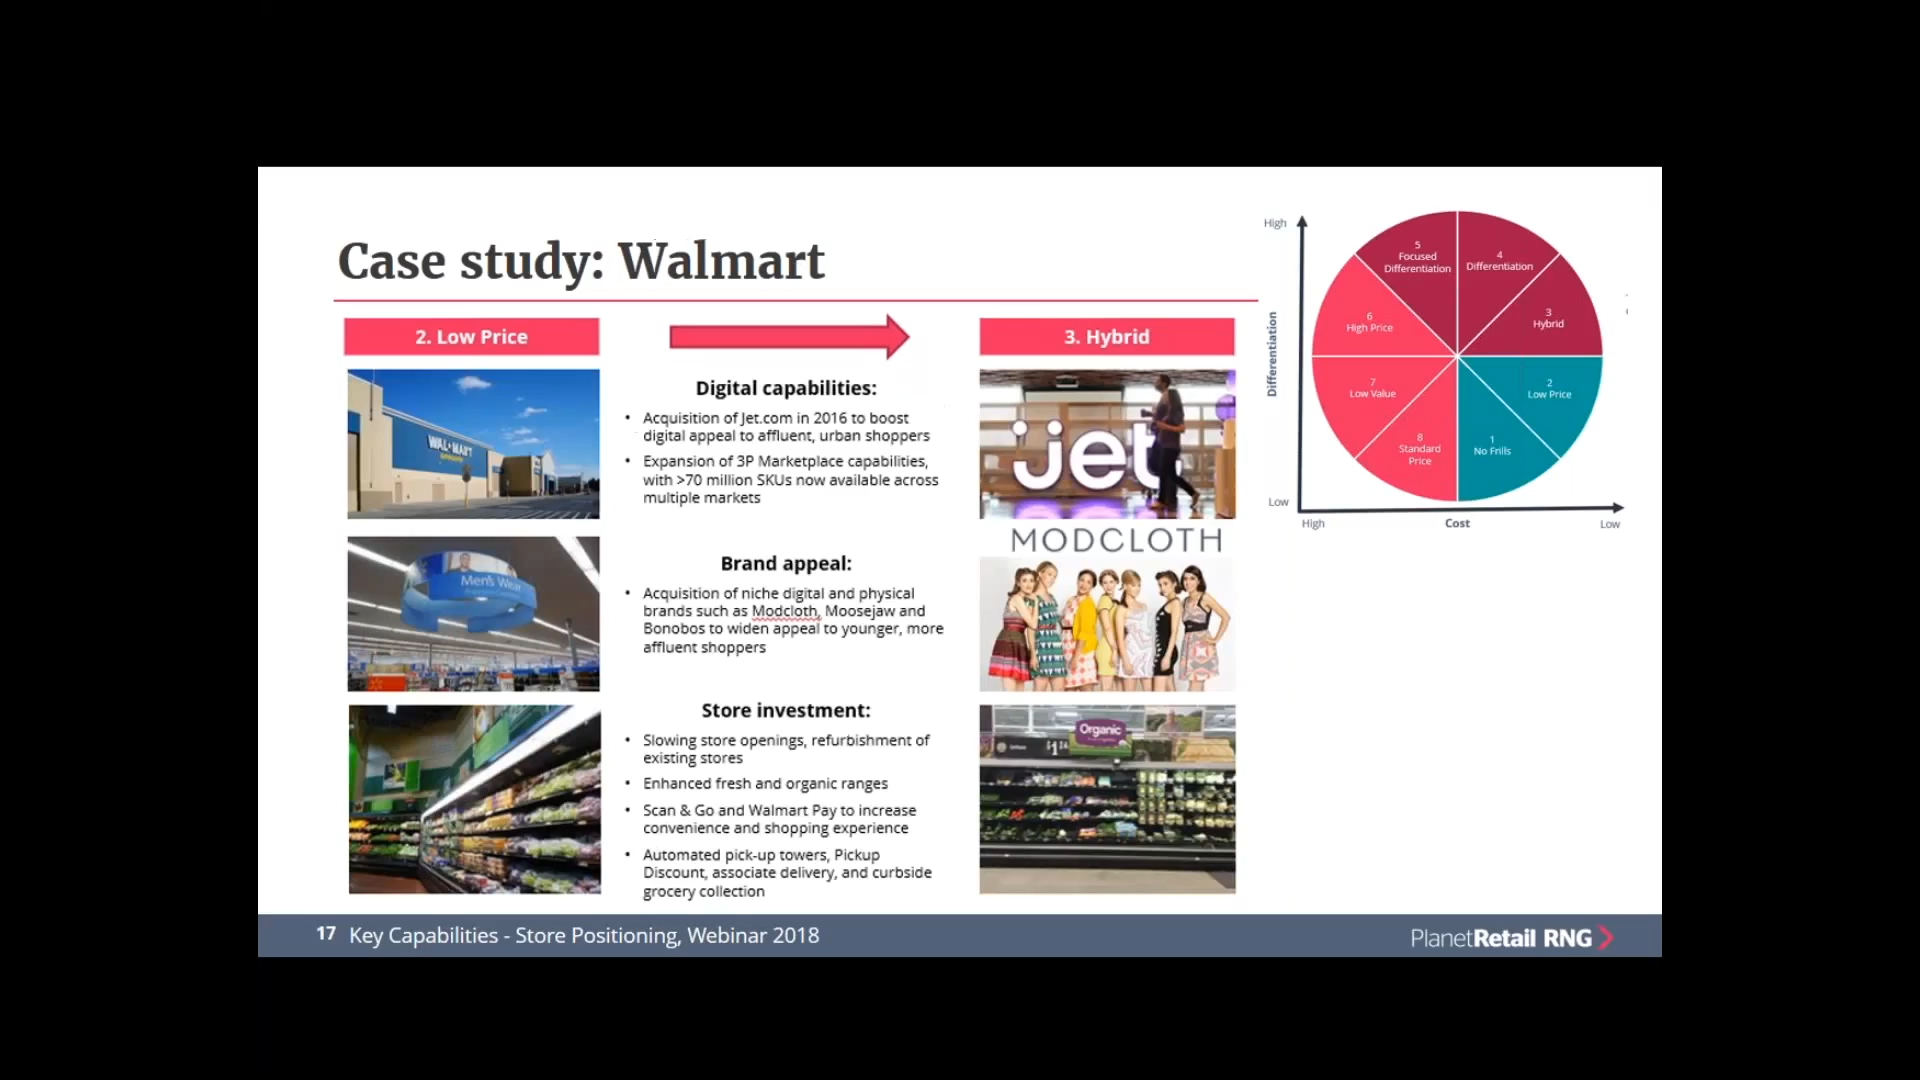 Case study: Walmart
2. Low Price
3. Hybrid
WAL★MART
Men's Wear
Digital capabilities:
• Acquisition of Jet.com in 2016 to boost
digital appeal to affluent, urban shoppers
• Expansion of 3P Marketplace capabilities,
with >70 million SKUs now available across
multiple markets
Brand appeal:
• Acquisition of niche digital and physical
brands such as Modcloth, Moosejaw and
Bonobos to widen appeal to younger, more
affluent shoppers
Store investment:
• Slowing store openings, refurbishment of
existing stores
• Enhanced fresh and organic ranges
• Scan & Go and Walmart Pay to increase
convenience and shopping experience
• Automated pick-up towers, Pickup
Discount, associate delivery, and curbside
grocery collection
jet
MODCLOTH
Organic
High
Differentiation
Low
High
Cost
Low
5
Focused
Differentiation
4
Differentiation
3
Hybrid
6
High Price
7
Low Value
2
Low Price
8
Standard
Price
1
No Frills
17 Key Capabilities - Store Positioning, Webinar 2018
PlanetRetail RNG